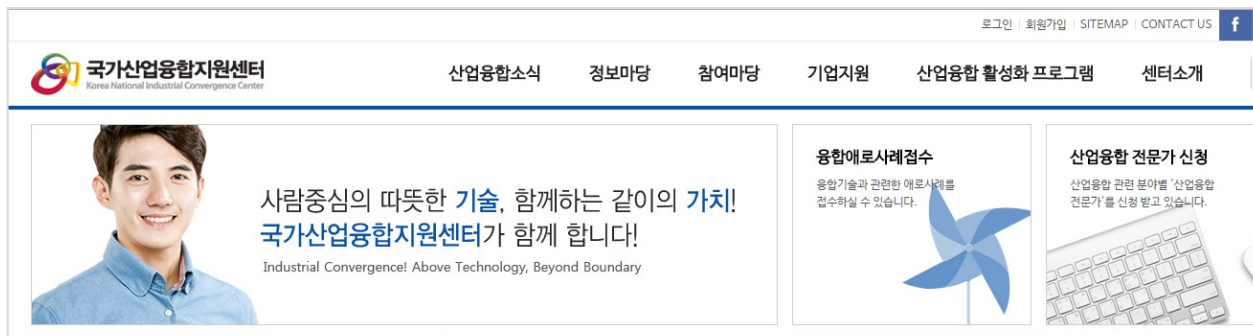 로그인 회원가입 SITEMAP CONTACT US f
국가산업융합지원센터
Korea National Industrial Convergence Center
산업융합소식 정보마당 참여마당 기업지원 산업융합 활성화 프로그램 센터소개
사람중심의 따뜻한 기술, 함께하는 같이의 가치!
국가산업융합지원센터가 함께 합니다!
Industrial Convergence! Above Technology, Beyond Boundary
융합애로사례접수
융합기술과 관련한 애로사례를
접수하실 수 있습니다.
산업융합 전문가 신청
산업융합 관련 분야별 '산업융합
전문가'를 신청 받고 있습니다.